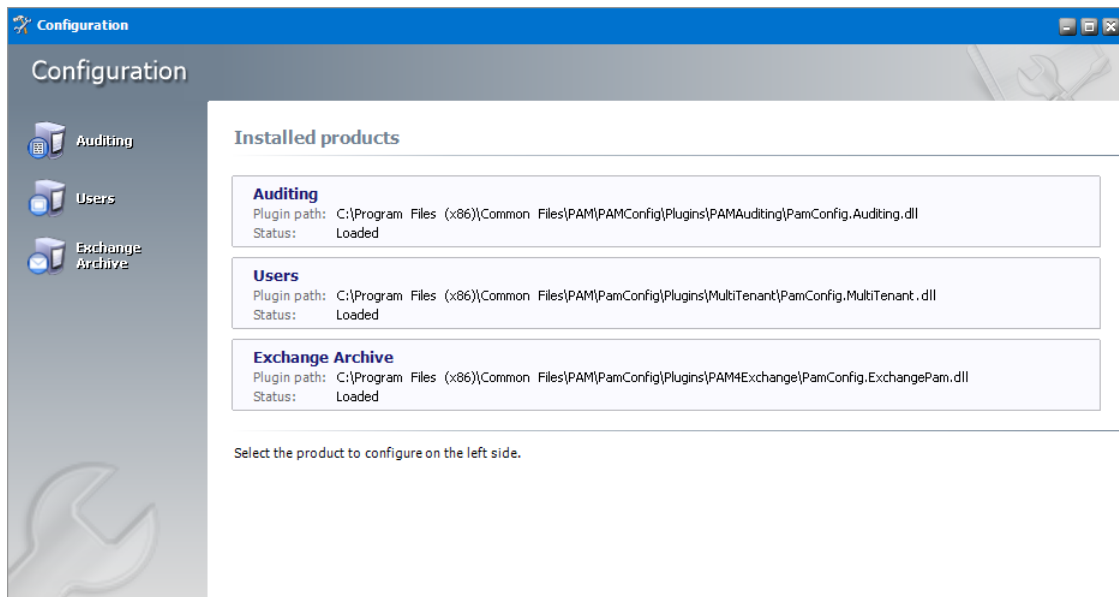 Configuration
Configuration
Auditing
Users
Exchange
Archive
Installed products
Auditing
Plugin path: C:\Program Files (x86)\Common Files\PAM\PAMConfig\Plugins\PAMAuditing\PamConfig.Auditing.dll
Status: Loaded
Users
Plugin path: C:\Program Files (x86)\Common Files\PAM\PamConfig\Plugins\MultiTenant\PamConfig.MultiTenant.dll
Status: Loaded
Exchange Archive
Plugin path: C:\Program Files (x86)\Common Files\PAM\PamConfig\Plugins\PAM4Exchange\PamConfig.ExchangePam.dll
Status: Loaded
Select the product to configure on the left side.